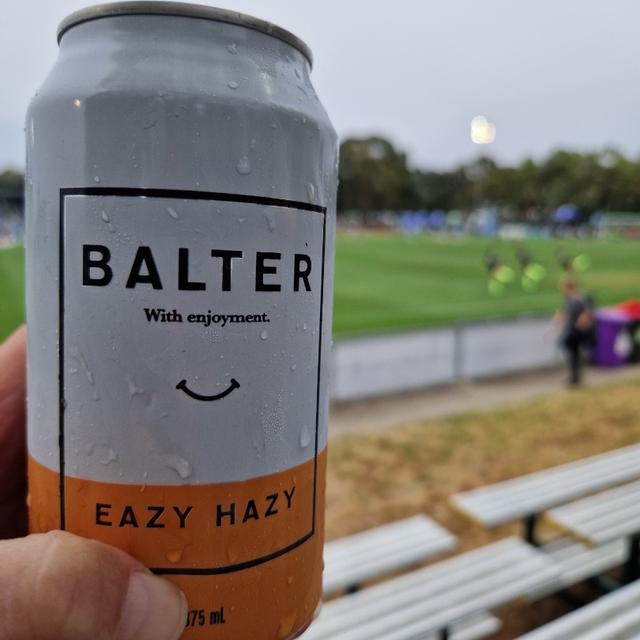 BALTER
With enjoyment.
EAZY HAZY
375 mL